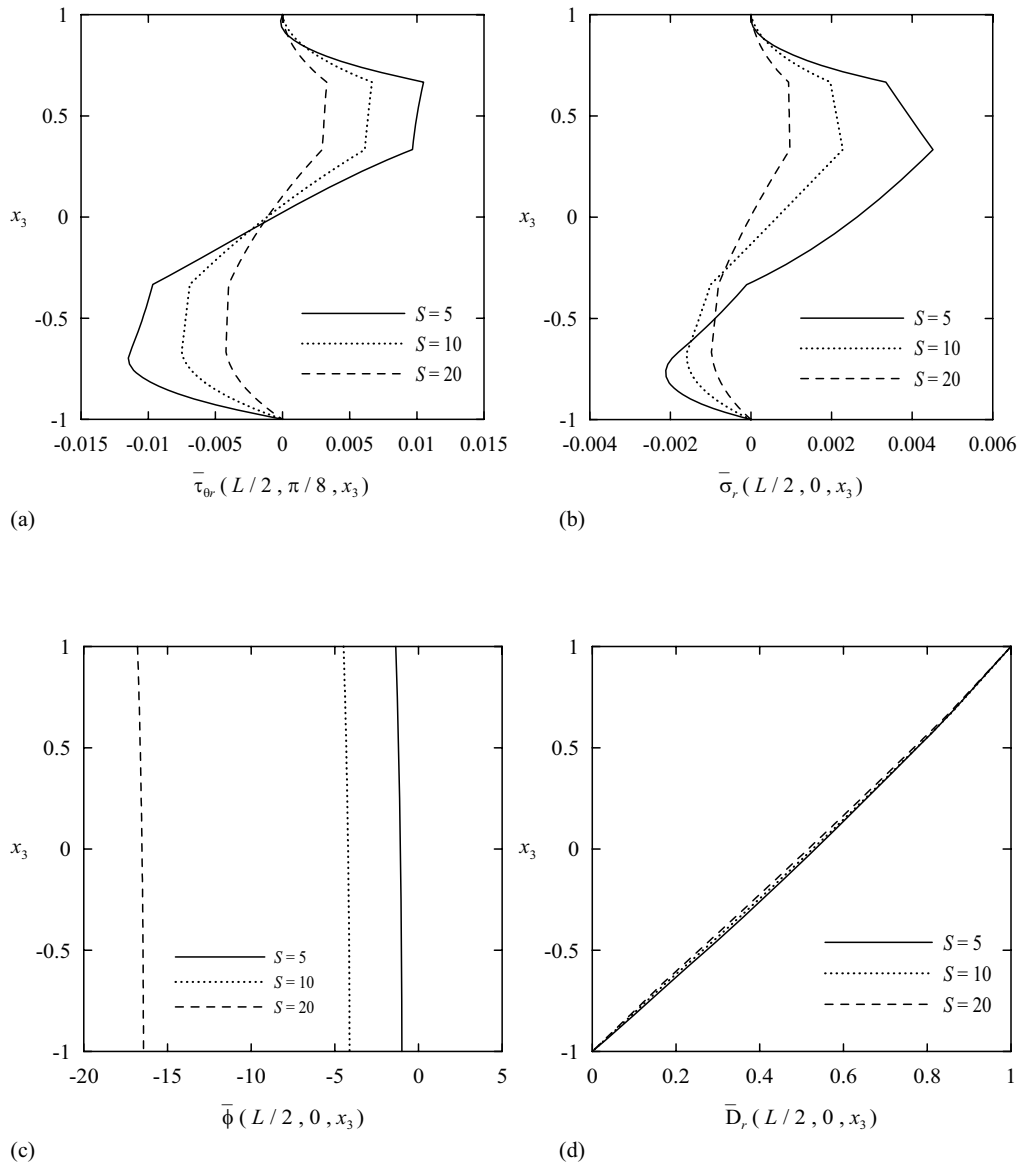 1
0.5
x₃
0
-0.5
-1
S = 5
S = 10
S = 20
-0.015 -0.01 -0.005 0 0.005 0.01 0.015
τ̄θr ( L / 2 , π / 8 , x₃ )
(a)
1
0.5
x₃
0
-0.5
-1
S = 5
S = 10
S = 20
-0.004 -0.002 0 0.002 0.004 0.006
σ̄r ( L / 2 , 0 , x₃ )
(b)
1
0.5
x₃
0
-0.5
-1
S = 5
S = 10
S = 20
-20 -15 -10 -5 0 5
ϕ̄ ( L / 2 , 0 , x₃ )
(c)
1
0.5
x₃
0
-0.5
-1
S = 5
S = 10
S = 20
0 0.2 0.4 0.6 0.8 1
D̄r ( L / 2 , 0 , x₃ )
(d)